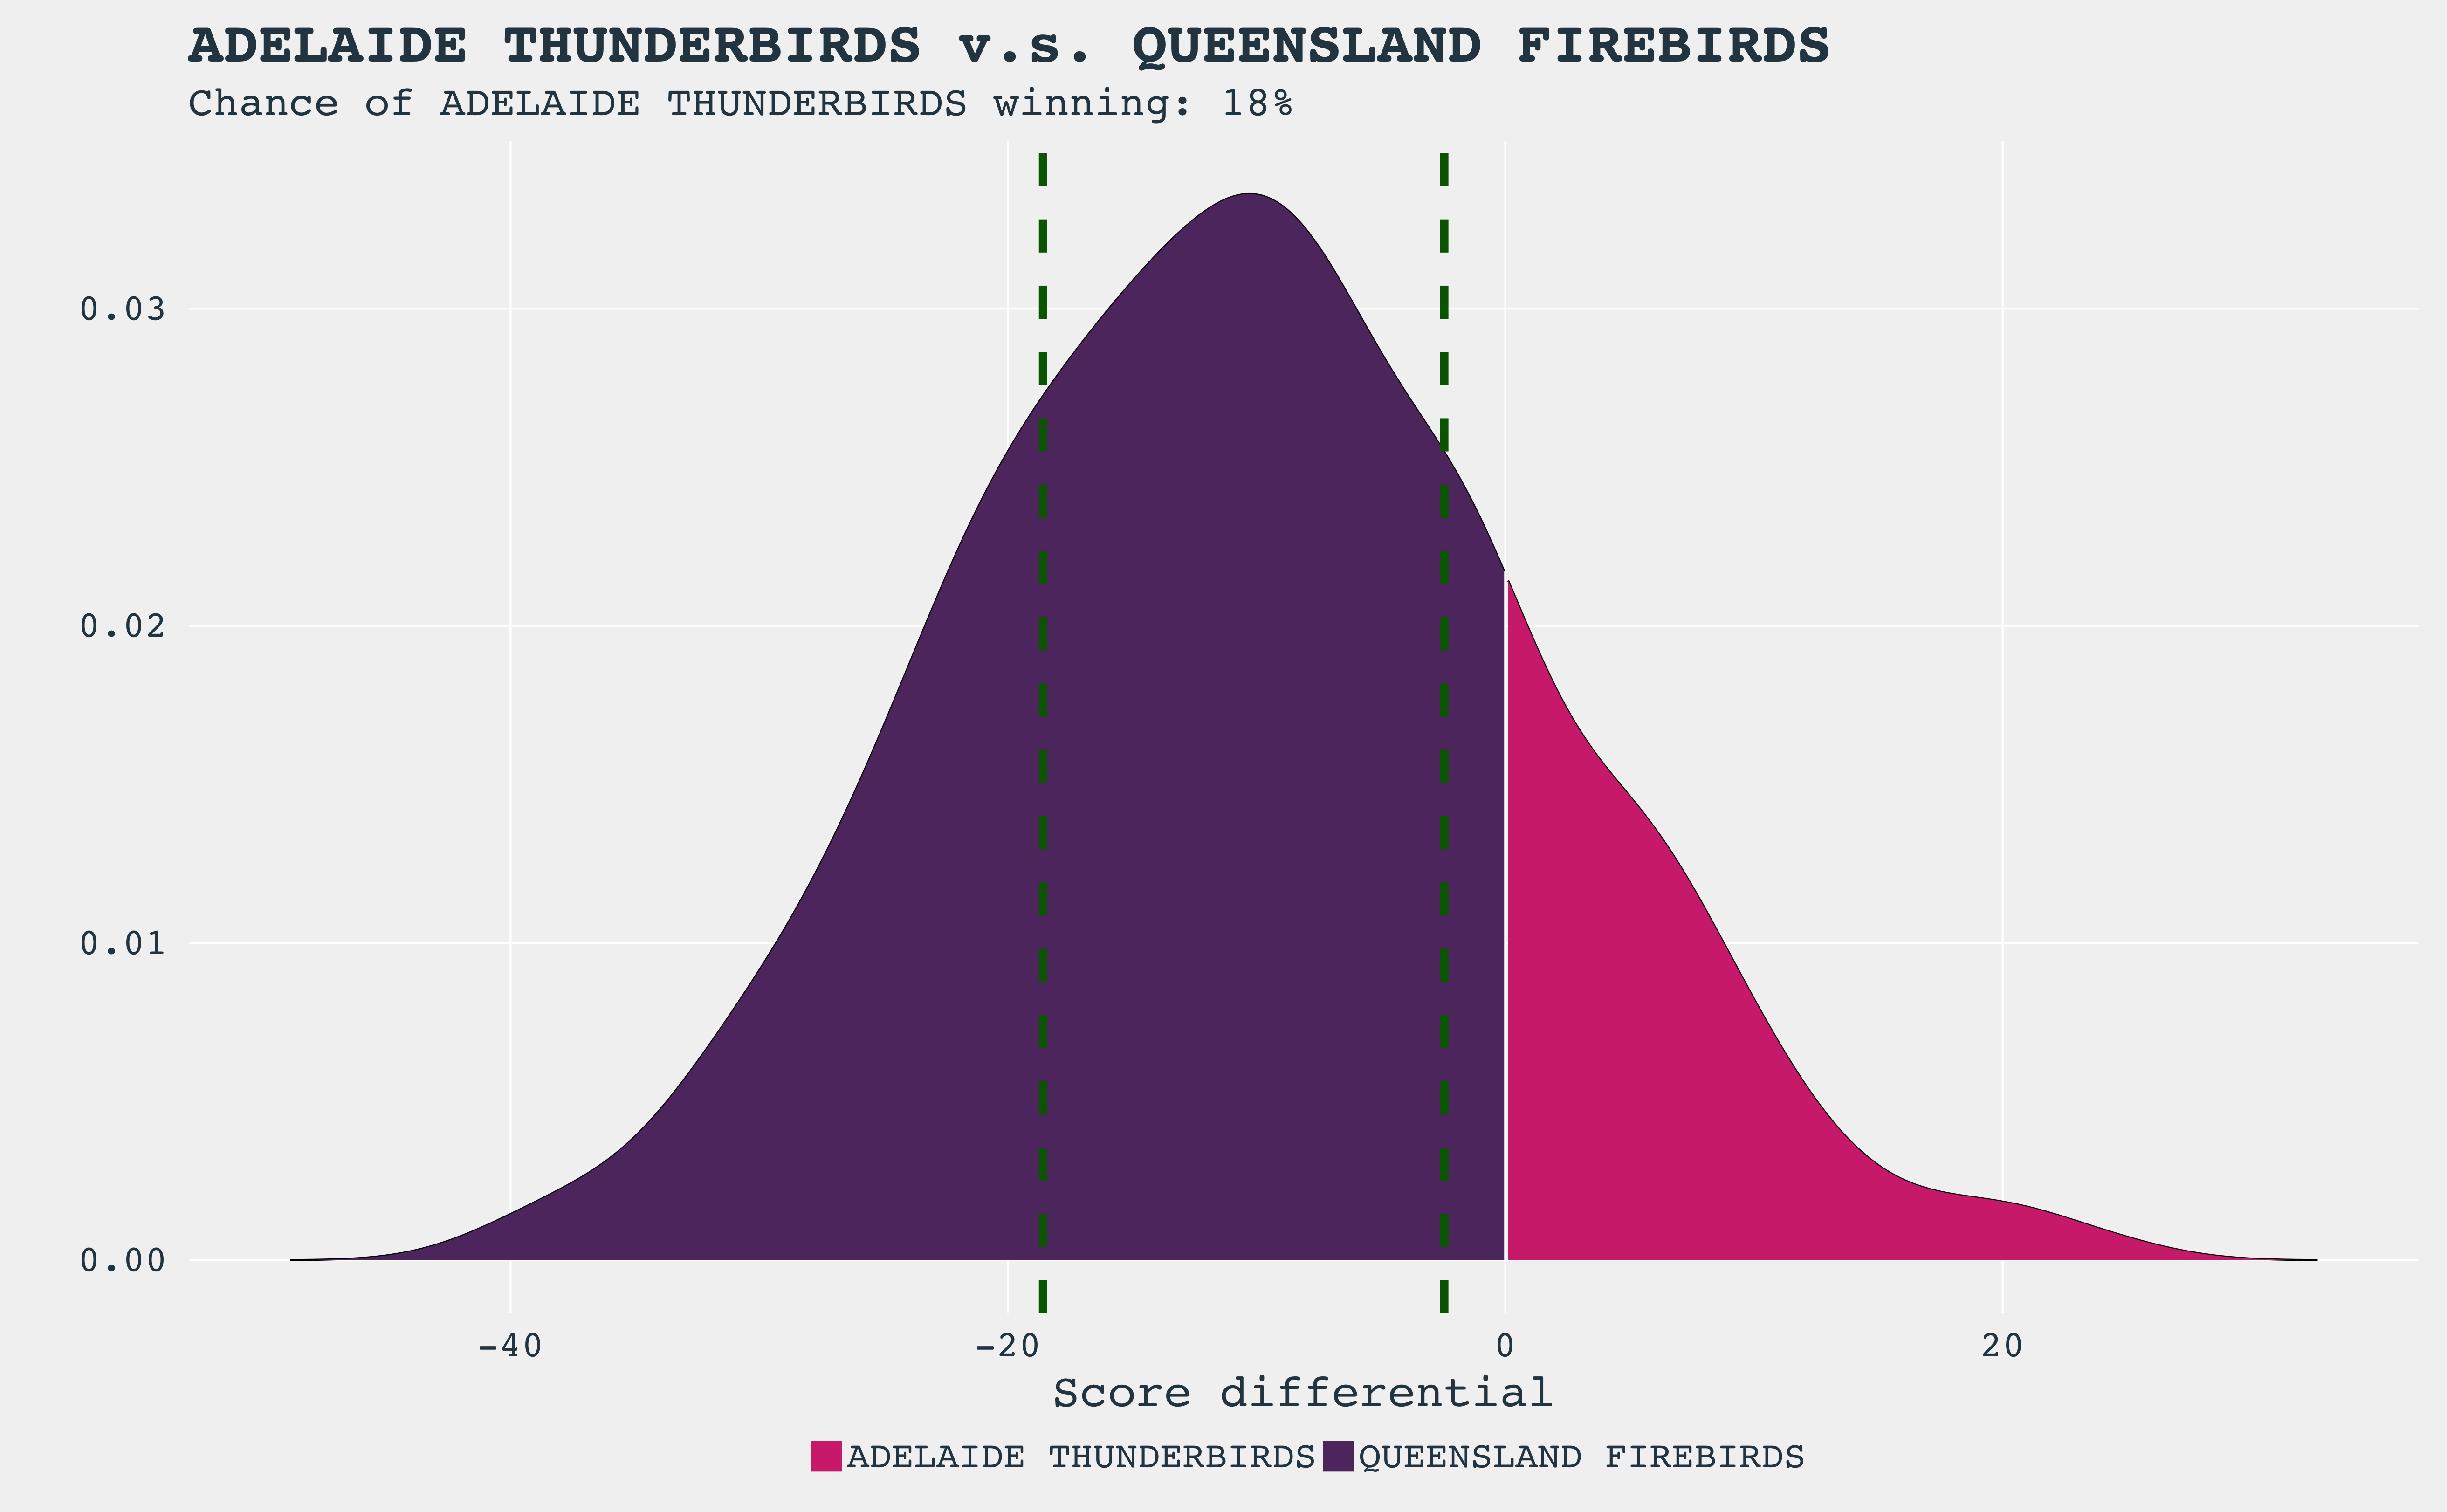 ADELAIDE THUNDERBIRDS v.s. QUEENSLAND FIREBIRDS
Chance of ADELAIDE THUNDERBIRDS winning: 18%
0.03
0.02
0.01
0.00
-40 -20 0 20
Score differential
ADELAIDE THUNDERBIRDS QUEENSLAND FIREBIRDS